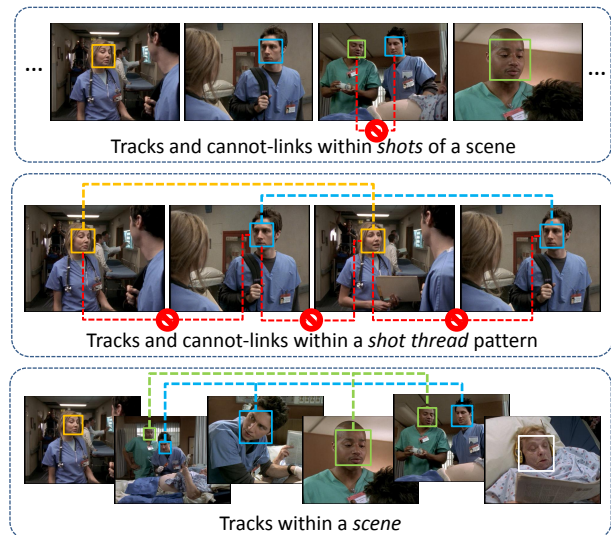 ...
...
Tracks and cannot-links within shots of a scene
Tracks and cannot-links within a shot thread pattern
Tracks within a scene